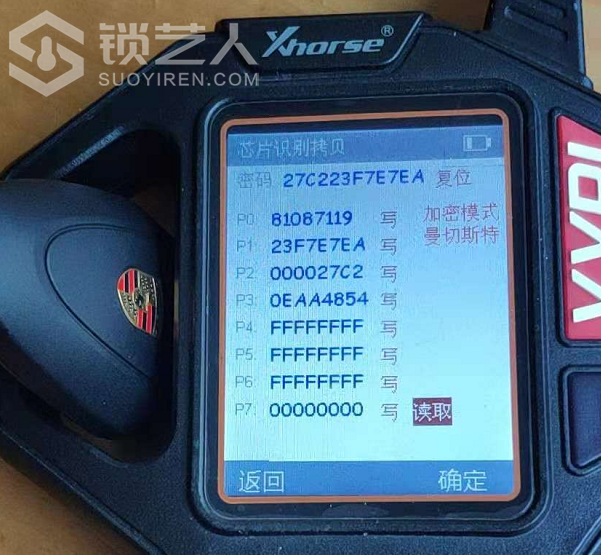 锁艺人
SUOYIREN.COM
Xhorse®
芯片识别拷贝
密码 27C223F7E7EA 复位
P0: 81087119 写 加密模式
P1: 23F7E7EA 写 曼切斯特
P2: 000027C2 写
P3: 0EAA4854 写
P4: FFFFFFFF 写
P5: FFFFFFFF 写
P6: FFFFFFFF 写
P7: 00000000 写 读取
返回 确定
VVDI